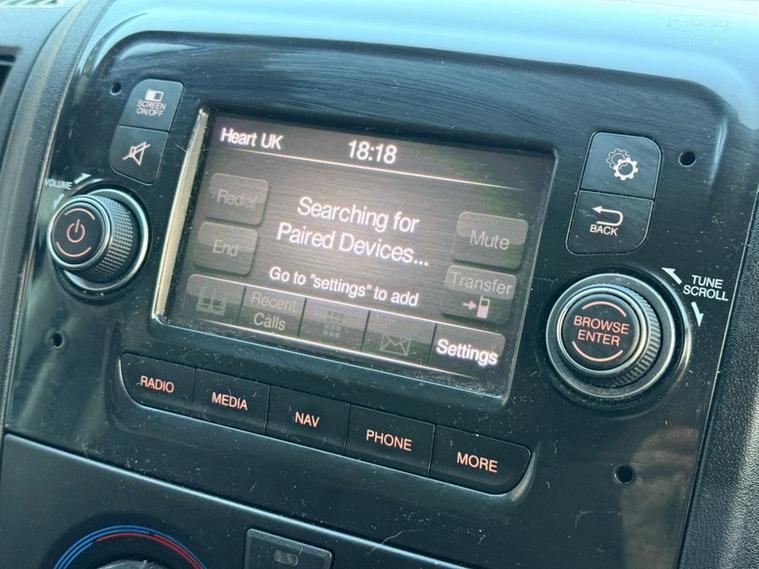 SCREEN
ON/OFF
VOLUME
Heart UK
18:18
Redial
End
Searching for
Paired Devices...
Go to "settings" to add
Mute
Transfer
Recent
Calls
Settings
BACK
TUNE
SCROLL
BROWSE
ENTER
RADIO
MEDIA
NAV
PHONE
MORE